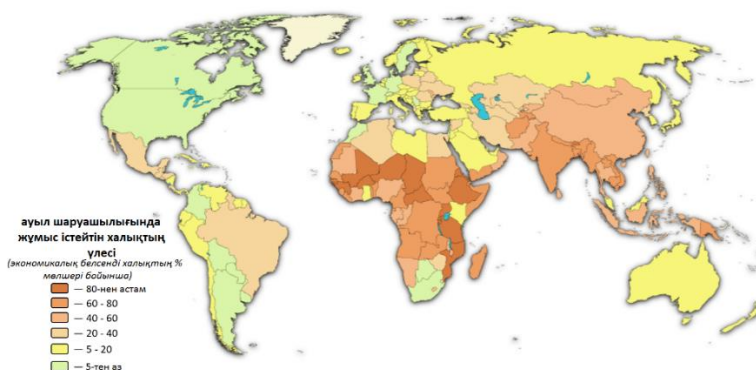 ауыл шаруашылығында
жұмыс істейтін халықтың
үлесі
(экономикалық белсенді халықтың %
мөлшері бойынша)
— 80-нен астам
— 60 - 80
— 40 - 60
— 20 - 40
— 5 - 20
— 5-тен аз